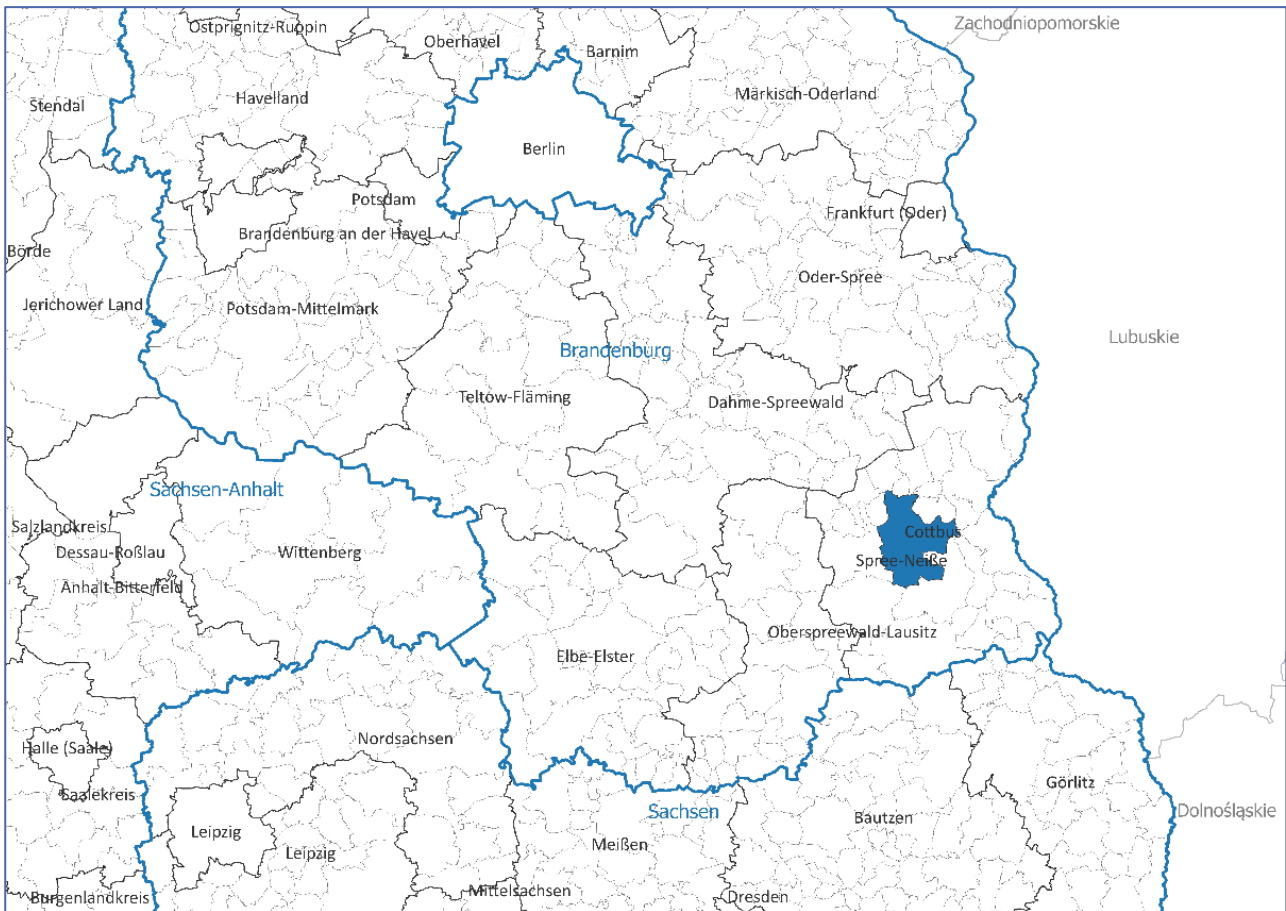 Zachodniopomorskie
Ostprignitz-Ruppin
Oberhavel
Barnim
Havelland
Märkisch-Oderland
Stendal
Berlin
Potsdam
Frankfurt (Oder)
Brandenburg an der Havel
Börde
Oder-Spree
Jerichower Land
Potsdam-Mittelmark
Lubuskie
Brandenburg
Teltow-Fläming
Dahme-Spreewald
Sachsen-Anhalt
Salzlandkreis
Cottbus
Dessau-Roßlau
Wittenberg
Spree-Neiße
Anhalt-Bitterfeld
Oberspreewald-Lausitz
Elbe-Elster
Nordsachsen
Halle (Saale)
Görlitz
Saalekreis
Sachsen
Dolnośląskie
Bautzen
Leipzig
Meißen
Leipzig
Burgenlandkreis
Mittelsachsen
Dresden